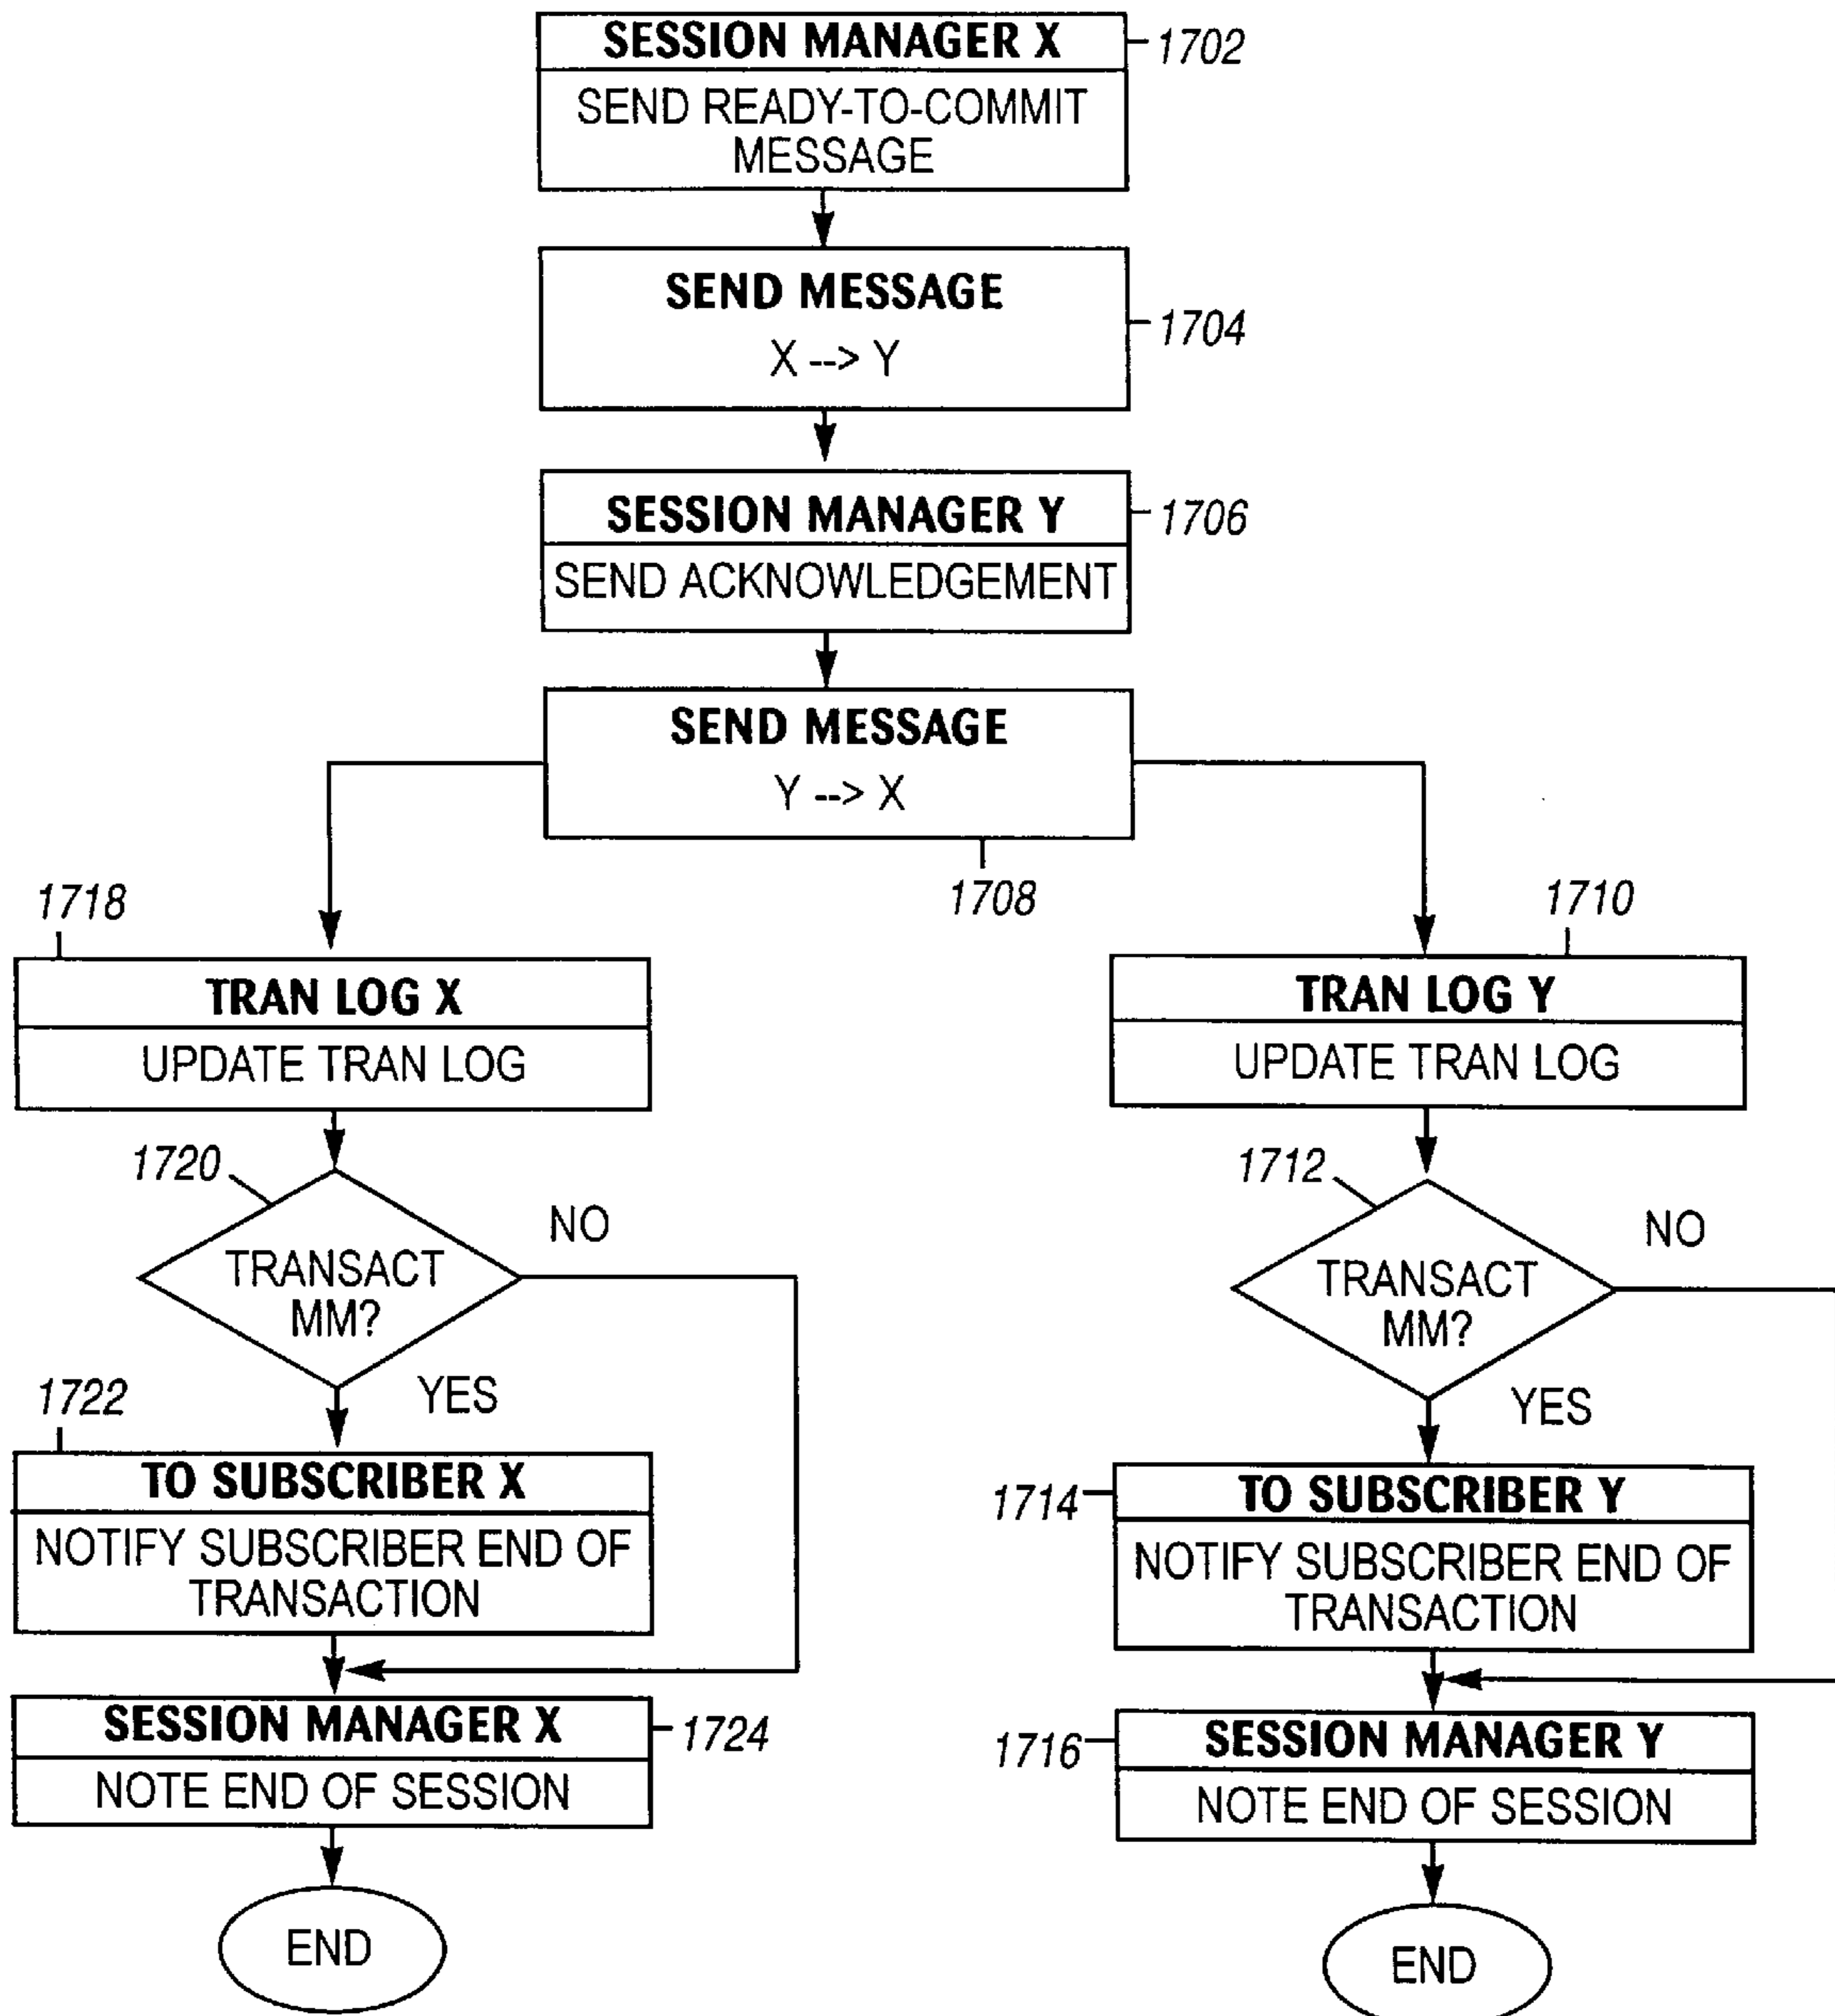 SESSION MANAGER X
1702
SEND READY-TO-COMMIT
MESSAGE
SEND MESSAGE
X --> Y
1704
SESSION MANAGER Y
1706
SEND ACKNOWLEDGEMENT
SEND MESSAGE
Y --> X
1708
1718
TRAN LOG X
UPDATE TRAN LOG
1720
TRANSACT
MM?
NO
YES
1722
TO SUBSCRIBER X
NOTIFY SUBSCRIBER END OF
TRANSACTION
SESSION MANAGER X
1724
NOTE END OF SESSION
END
1710
TRAN LOG Y
UPDATE TRAN LOG
1712
TRANSACT
MM?
NO
YES
1714
TO SUBSCRIBER Y
NOTIFY SUBSCRIBER END OF
TRANSACTION
1716
SESSION MANAGER Y
NOTE END OF SESSION
END